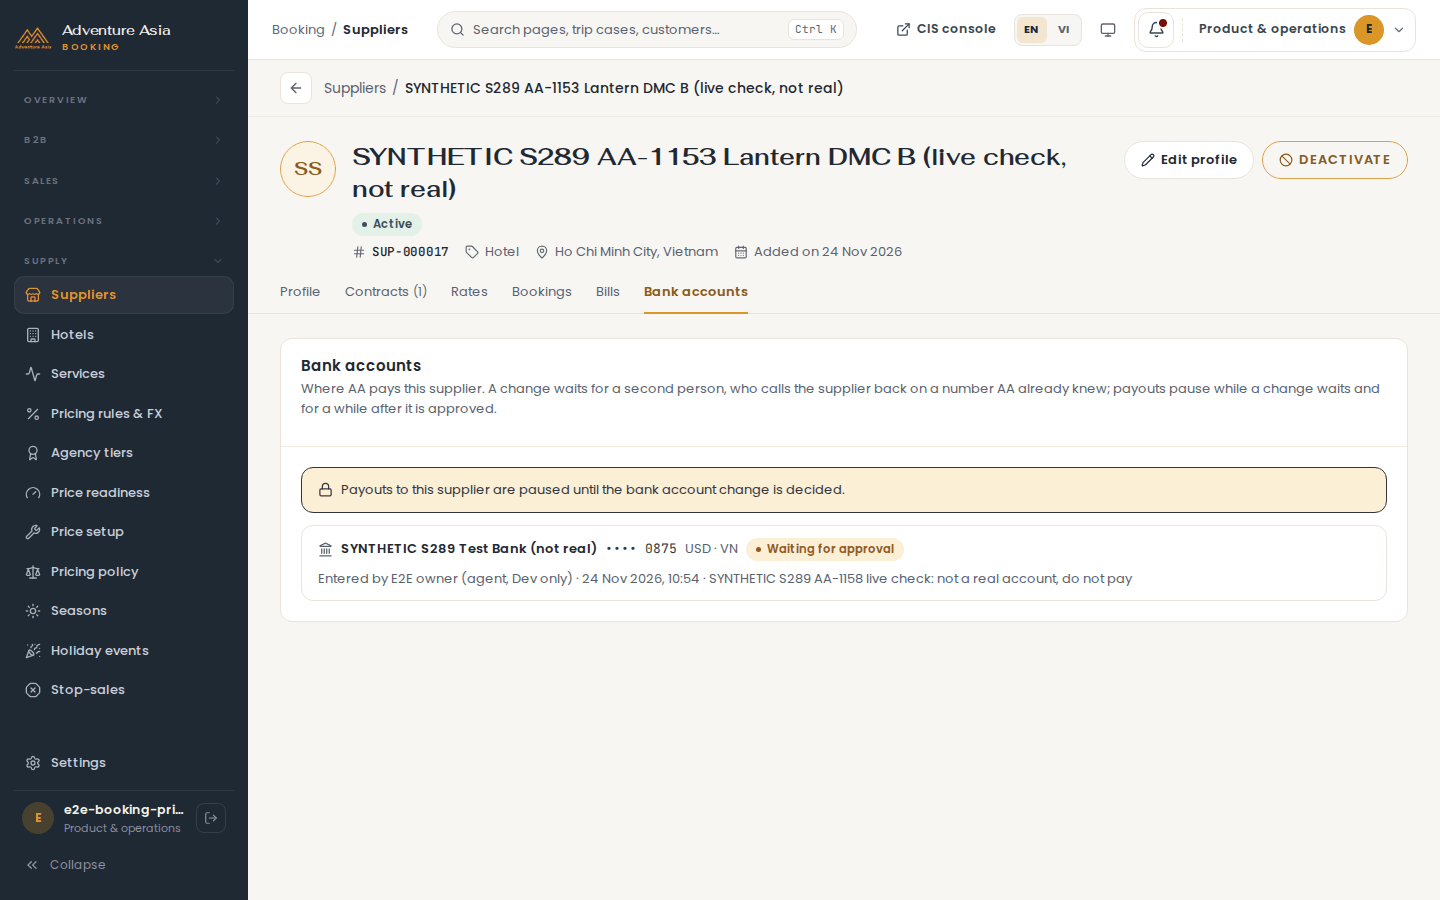 Adventure Asia
BOOKING
OVERVIEW
B2B
SALES
OPERATIONS
SUPPLY
Suppliers
Hotels
Services
Pricing rules & FX
Agency tiers
Price readiness
Price setup
Pricing policy
Seasons
Holiday events
Stop-sales
Settings
E
e2e-booking-pri...
Product & operations
Collapse
Booking / Suppliers
Search pages, trip cases, customers...
Ctrl K
CIS console
EN VI
Product & operations
E
Suppliers / SYNTHETIC S289 AA-1153 Lantern DMC B (live check, not real)
SS
SYNTHETIC S289 AA-1153 Lantern DMC B (live check,
not real)
Edit profile
DEACTIVATE
Active
SUP-000017 Hotel Ho Chi Minh City, Vietnam Added on 24 Nov 2026
Profile Contracts (1) Rates Bookings Bills Bank accounts
Bank accounts
Where AA pays this supplier. A change waits for a second person, who calls the supplier back on a number AA already knew; payouts pause while a change waits and
for a while after it is approved.
Payouts to this supplier are paused until the bank account change is decided.
SYNTHETIC S289 Test Bank (not real) •••• 0875 USD · VN Waiting for approval
Entered by E2E owner (agent, Dev only) · 24 Nov 2026, 10:54 · SYNTHETIC S289 AA-1158 live check: not a real account, do not pay